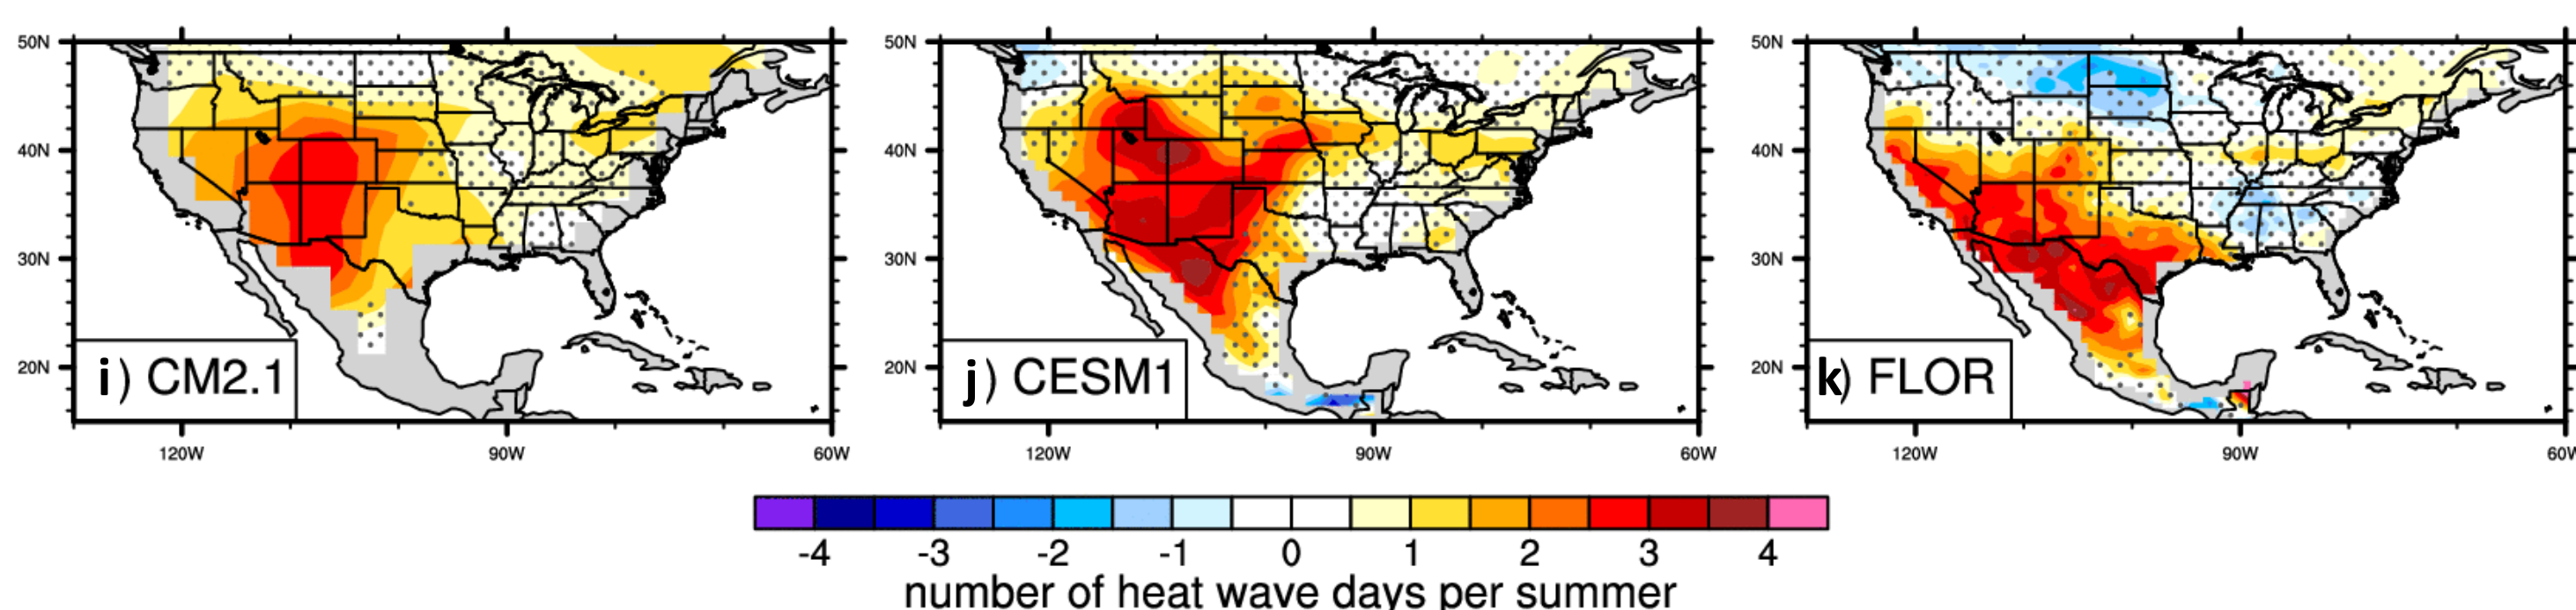 50N 50N 50N
40N 40N 40N
30N 30N 30N
20N 20N 20N
i) CM2.1 j) CESM1 k) FLOR
120W 90W 60W 120W 90W 60W 120W 90W 60W
-4 -3 -2 -1 0 1 2 3 4
number of heat wave days per summer